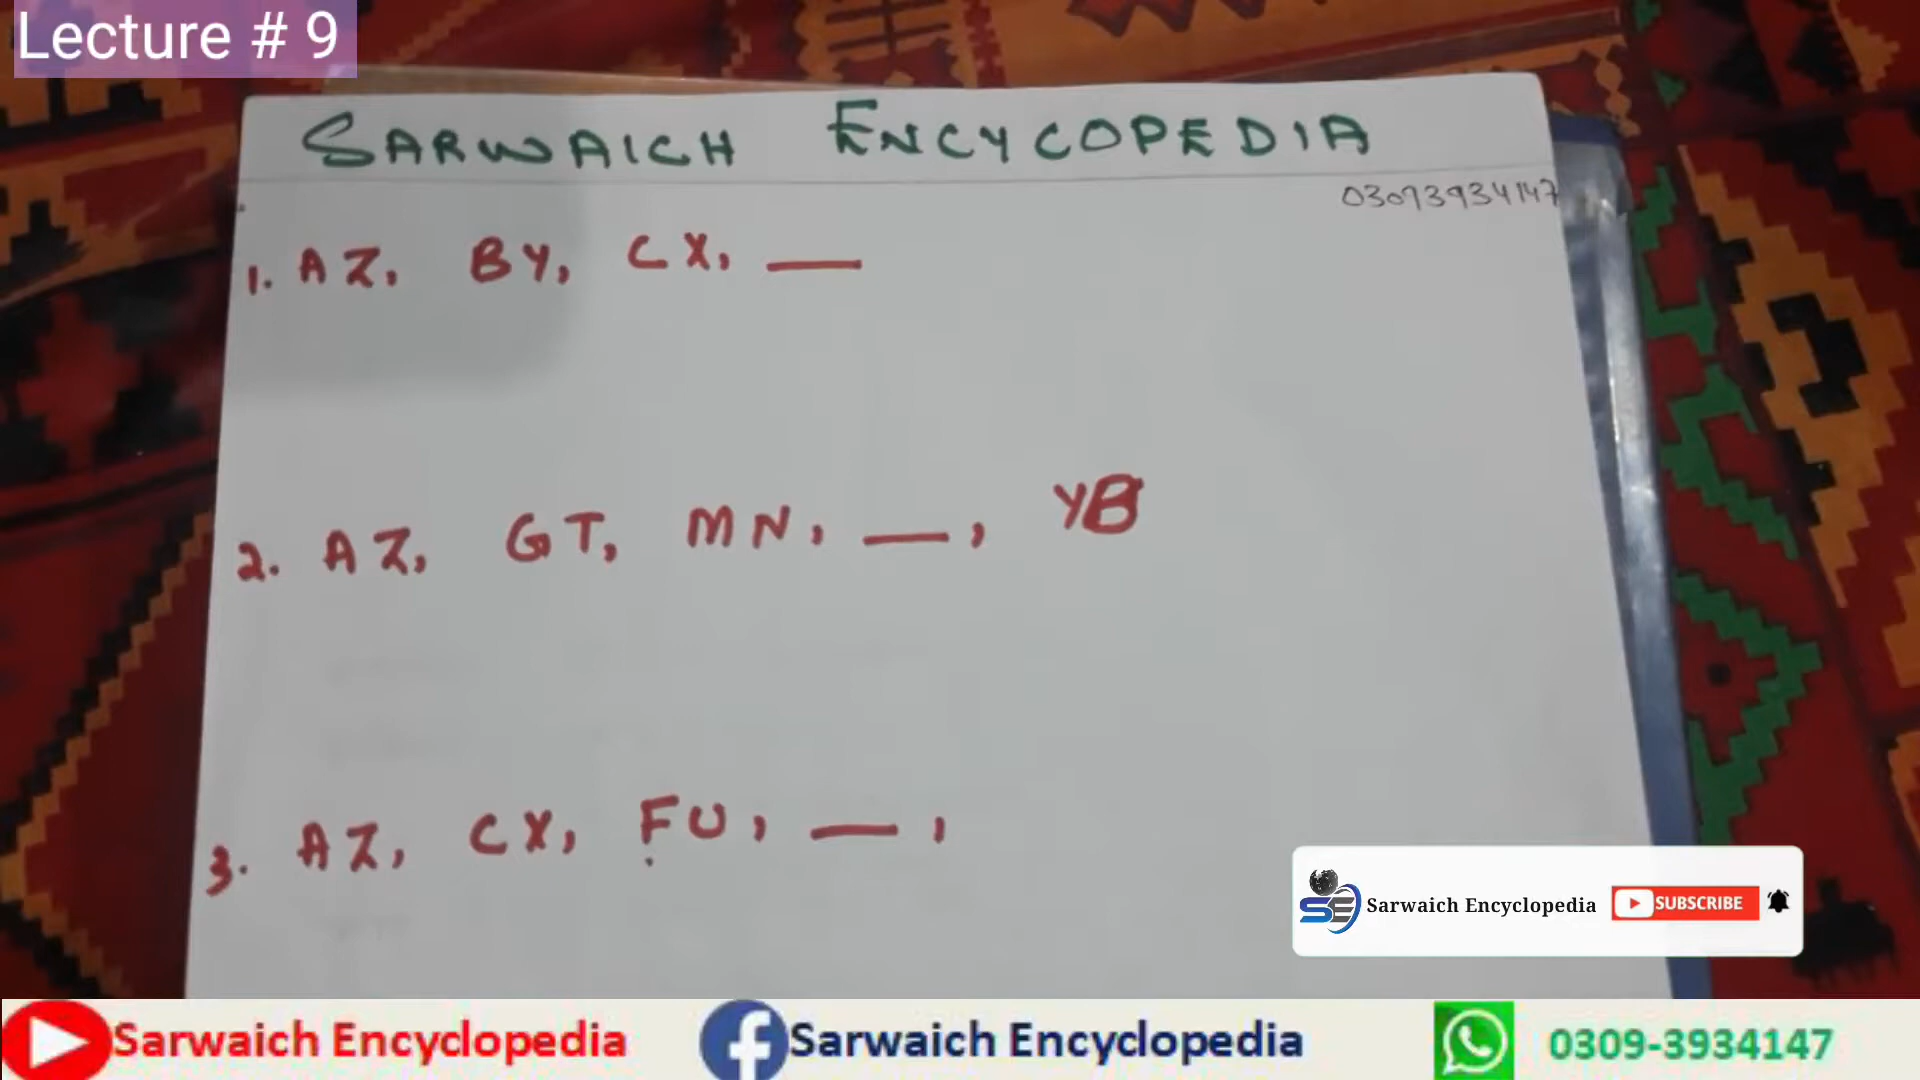 Lecture # 9
SARWAICH ENCYCOPEDIA
03093934147
1. AZ, BY, CX, __
2. AZ, GT, MN, __, YB
3. AZ, CX, FU, __,
SE Sarwaich Encyclopedia SUBSCRIBE
Sarwaich Encyclopedia f Sarwaich Encyclopedia 0309-3934147